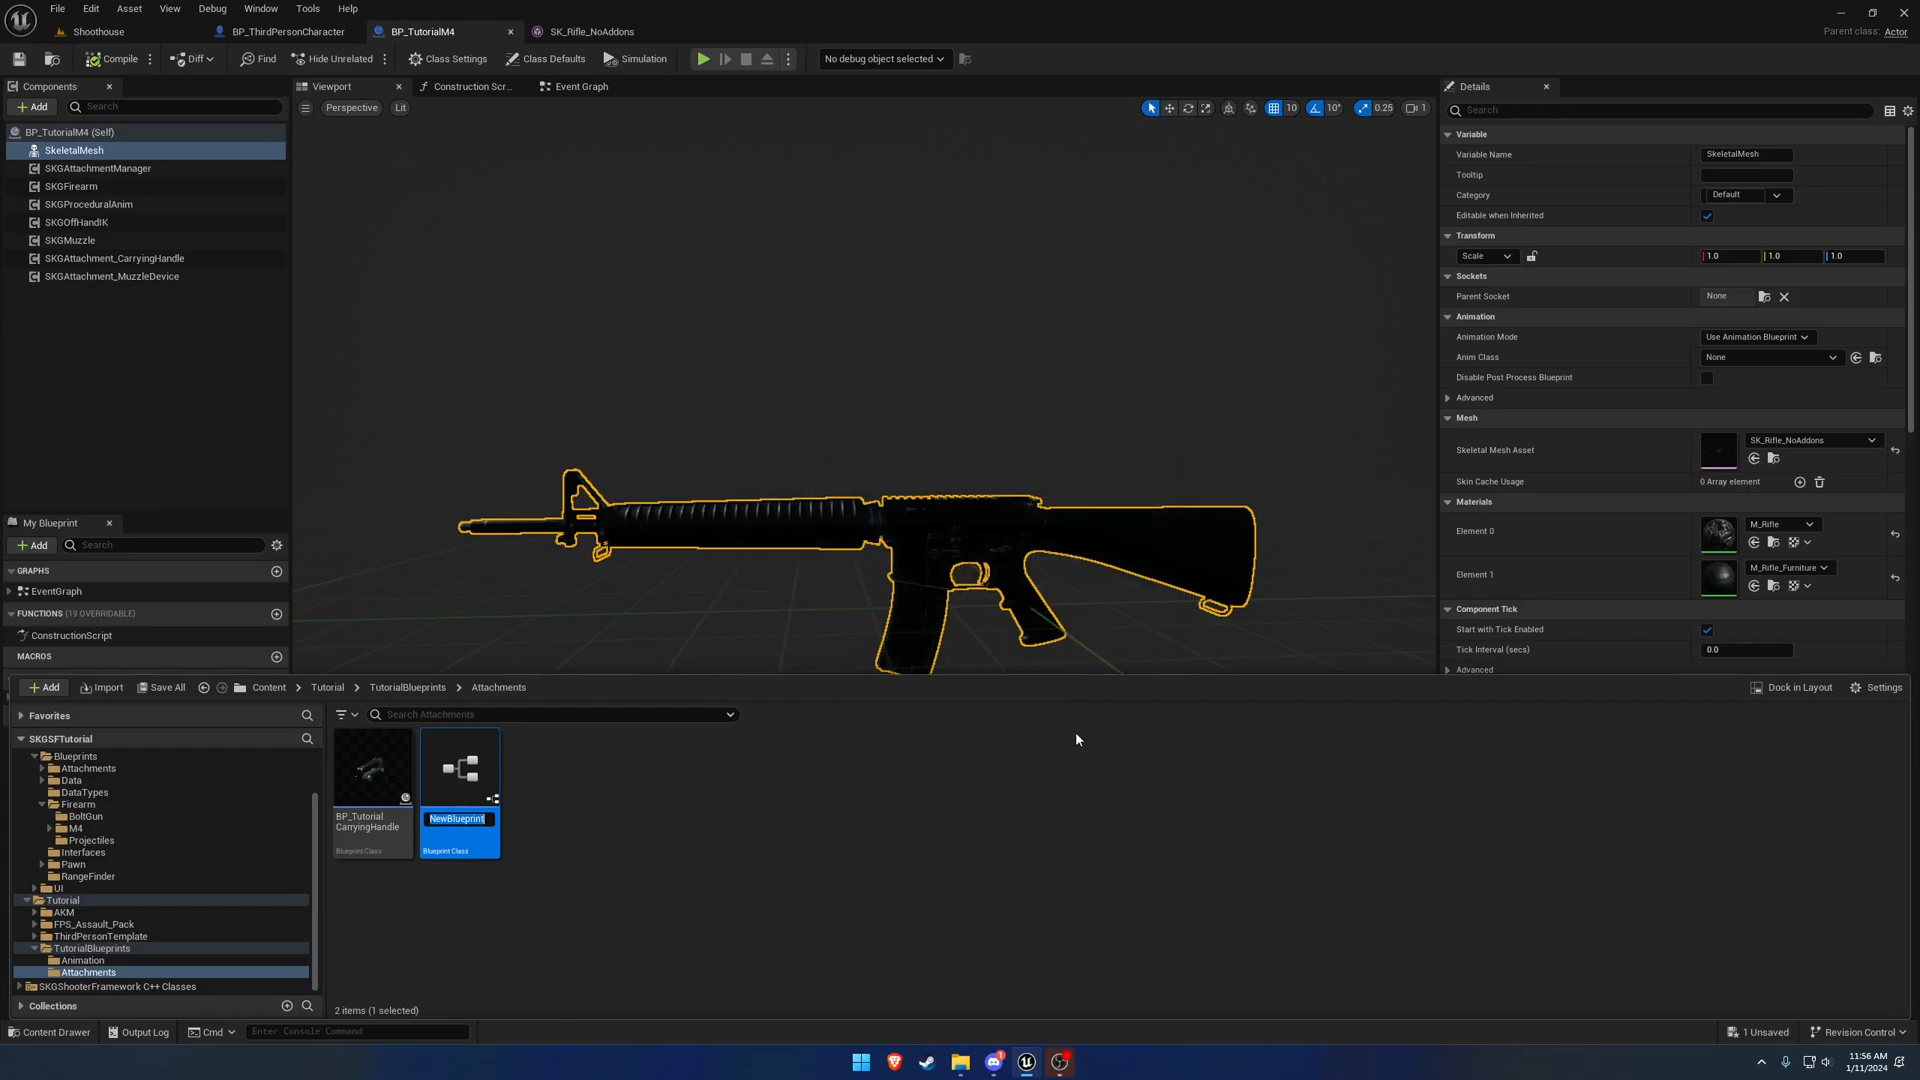 File Edit Asset View Debug Window Tools Help
Shoothouse BP_ThirdPersonCharacter BP_TutorialM4 SK_Rifle_NoAddons
Parent class: Actor
Compile Diff Find Hide Unrelated Class Settings Class Defaults Simulation No debug object selected
Components
Add Search
BP_TutorialM4 (Self)
SkeletalMesh
SKGAttachmentManager
SKGFirearm
SKGProceduralAnim
SKGOffHandIK
SKGMuzzle
SKGAttachment_CarryingHandle
SKGAttachment_MuzzleDevice
My Blueprint
Add Search
GRAPHS
EventGraph
FUNCTIONS (19 OVERRIDABLE)
ConstructionScript
MACROS
Viewport Construction Scr... Event Graph
Perspective Lit
10 10° 0.25 1
Details
Search
Variable
Variable Name SkeletalMesh
Tooltip
Category Default
Editable when Inherited
Transform
Scale 1.0 1.0 1.0
Sockets
Parent Socket None
Animation
Animation Mode Use Animation Blueprint
Anim Class None
Disable Post Process Blueprint
Advanced
Mesh
Skeletal Mesh Asset SK_Rifle_NoAddons
Skin Cache Usage 0 Array element
Materials
Element 0 M_Rifle
Element 1 M_Rifle_Furniture
Component Tick
Start with Tick Enabled
Tick Interval (secs) 0.0
Advanced
Add Import Save All Content Tutorial TutorialBlueprints Attachments
Dock in Layout Settings
Favorites
SKGSFTutorial
Blueprints
Attachments
Data
DataTypes
Firearm
BoltGun
M4
Projectiles
Interfaces
Pawn
RangeFinder
UI
Tutorial
AKM
FPS_Assault_Pack
ThirdPersonTemplate
TutorialBlueprints
Animation
Attachments
SKGShooterFramework C++ Classes
Collections
Search Attachments
BP_Tutorial
CarryingHandle
Blueprint Class
NewBlueprint
Blueprint Class
2 items (1 selected)
Content Drawer Output Log Cmd Enter Console Command
1 Unsaved Revision Control
1
11:56 AM
1/11/2024